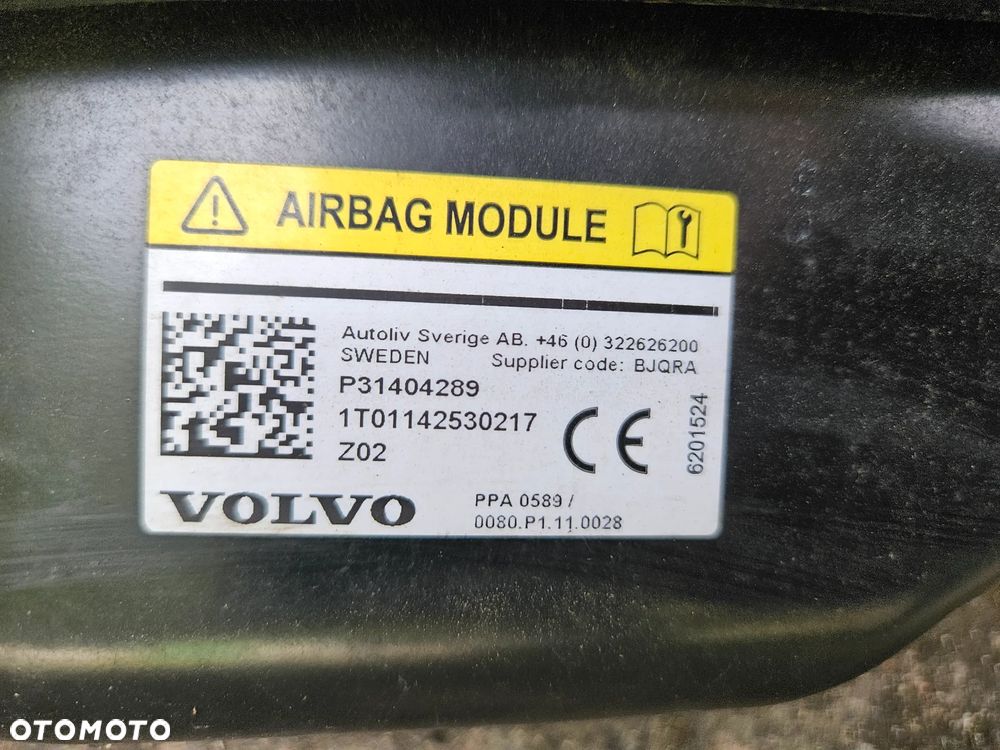 AIRBAG MODULE
Autoliv Sverige AB. +46 (0) 322626200
SWEDEN Supplier code: BJQRA
P31404289
1T01142530217
Z02
CE
6201524
VOLVO
PPA 0589 /
0080.P1.11.0028
OTOMOTO